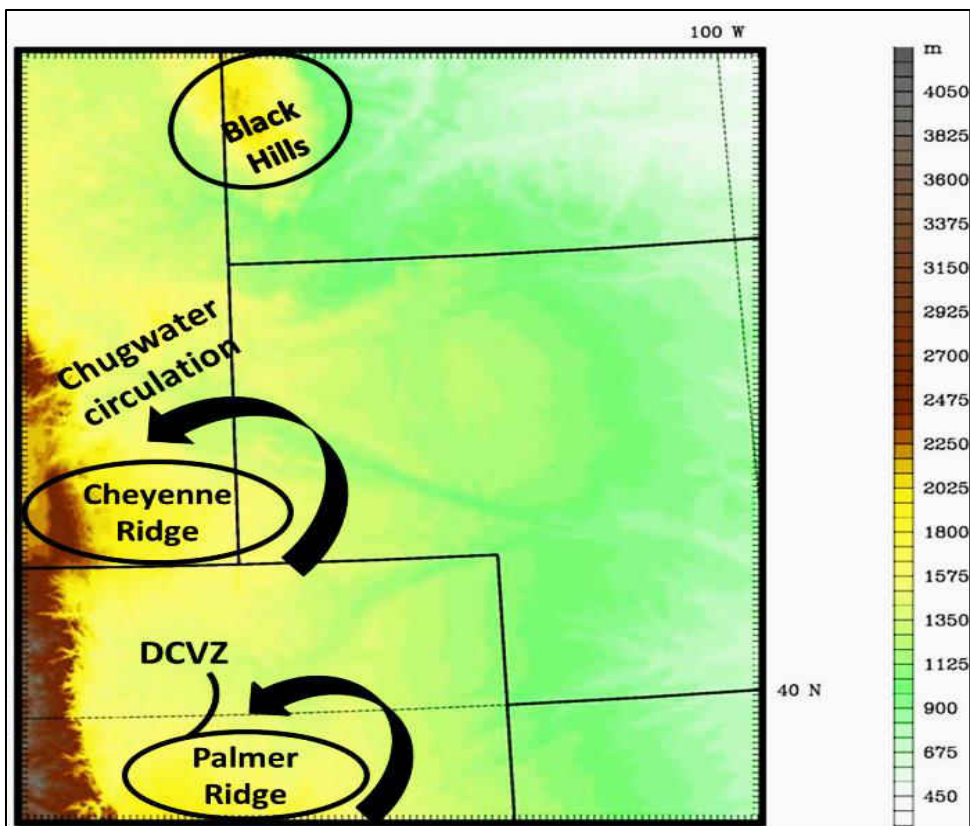 100 W
m
4050
3825
3600
3375
3150
2925
2700
2475
2250
2025
1800
1575
1350
1125
900
675
450
Black
Hills
Chugwater
circulation
Cheyenne
Ridge
DCVZ
40 N
Palmer
Ridge